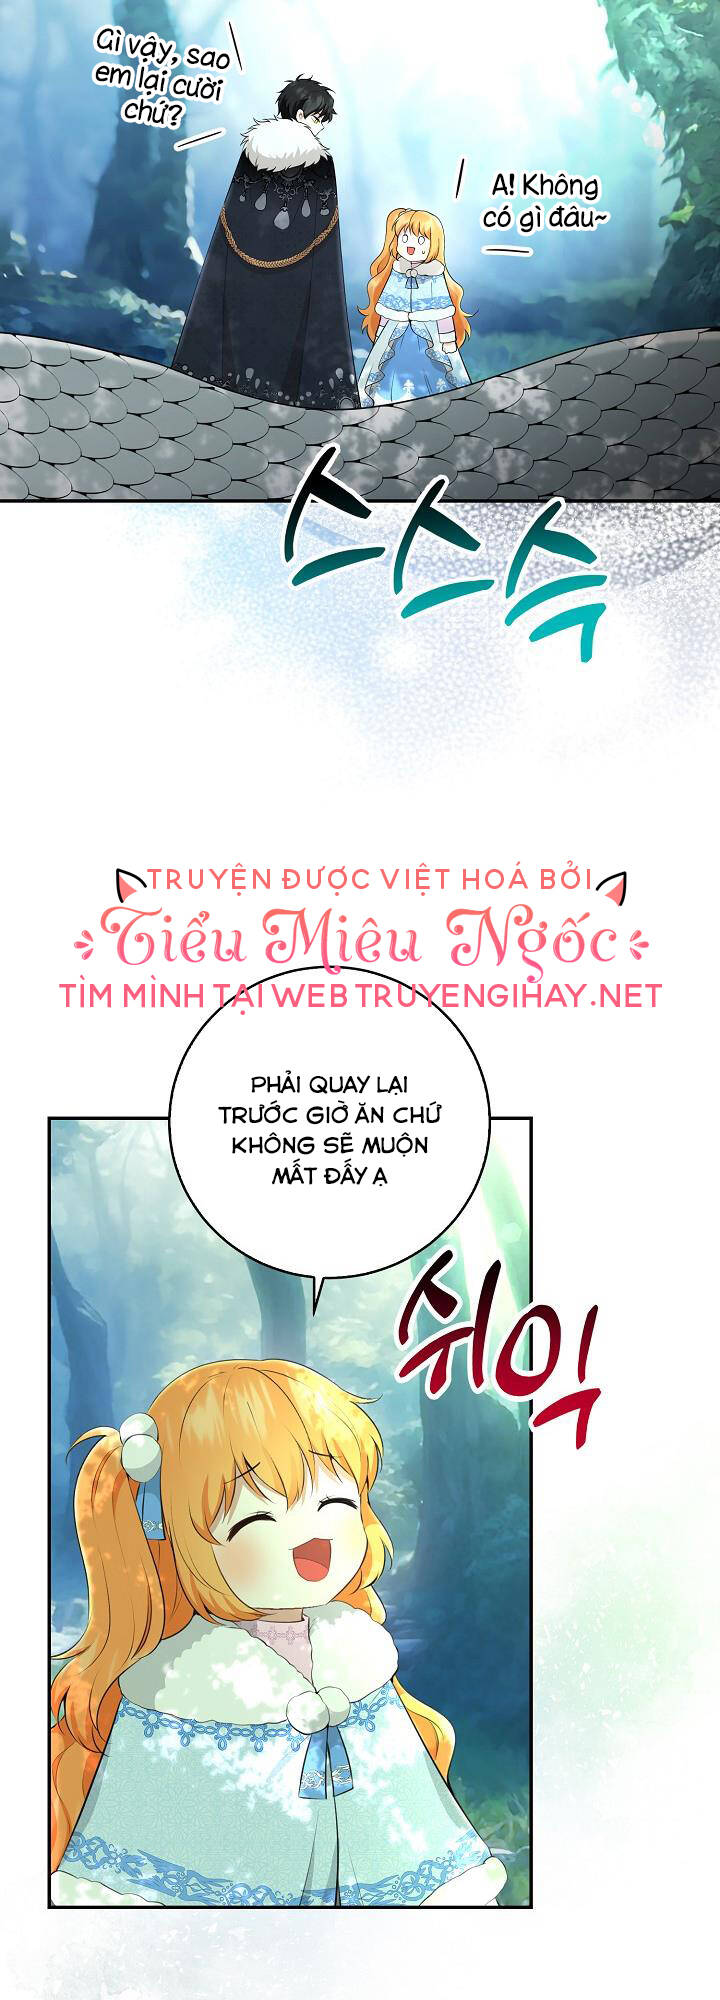 Gì vậy, sao
em lại cười
chứ?
A! Không
có gì đâu~
스스슥
TRUYỆN ĐƯỢC VIỆT HOÁ BỞI
Tiểu Miêu Ngốc
TÌM MÌNH TẠI WEB TRUYENGIHAY.NET
PHẢI QUAY LẠI
TRƯỚC GIỜ ĂN CHỨ
KHÔNG SẼ MUỘN
MẤT ĐẤY Ạ
쉬익